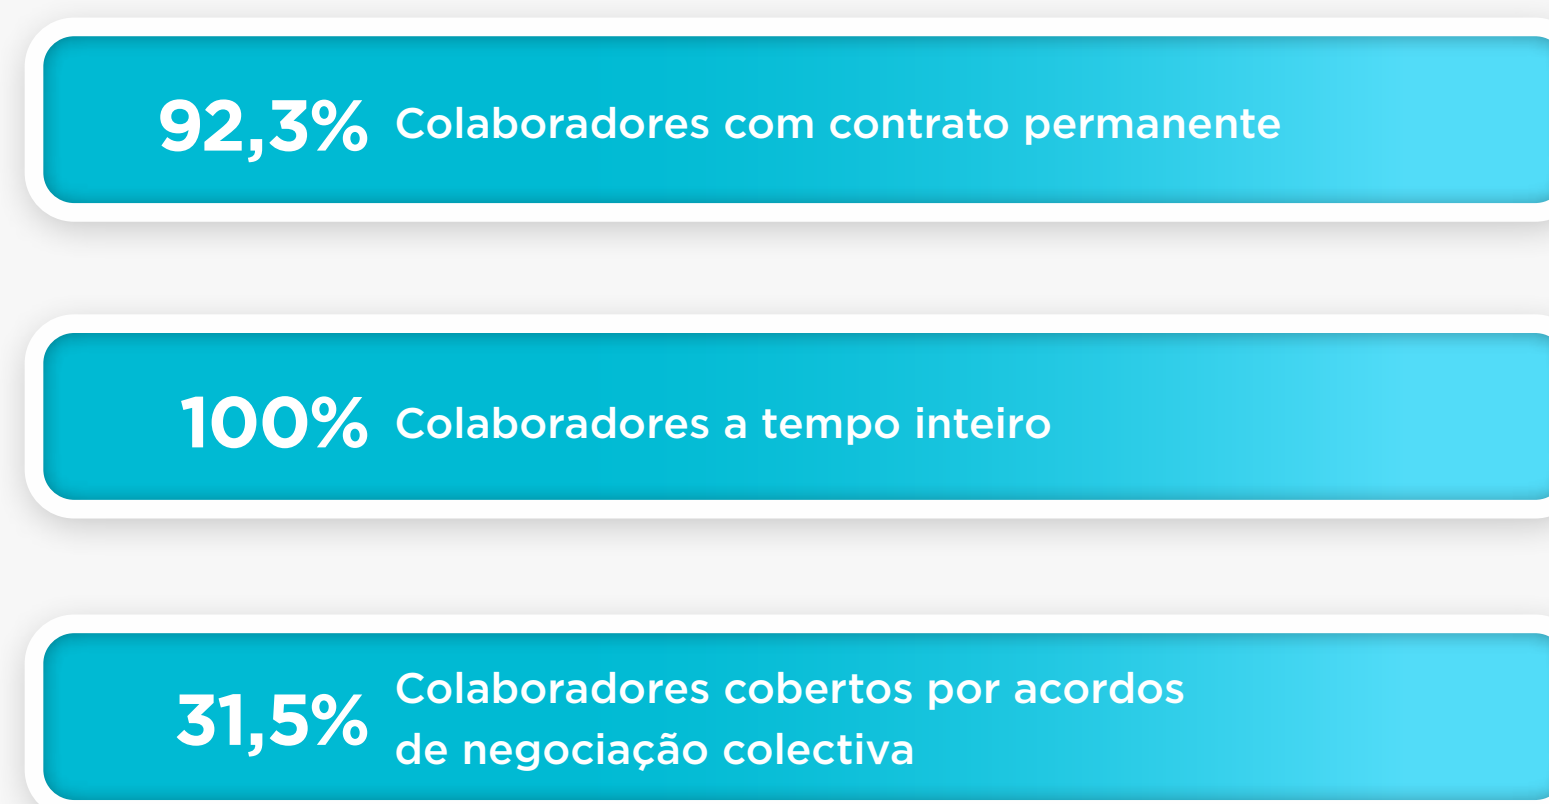 92,3% Colaboradores com contrato permanente
100% Colaboradores a tempo inteiro
31,5% Colaboradores cobertos por acordos
de negociação colectiva